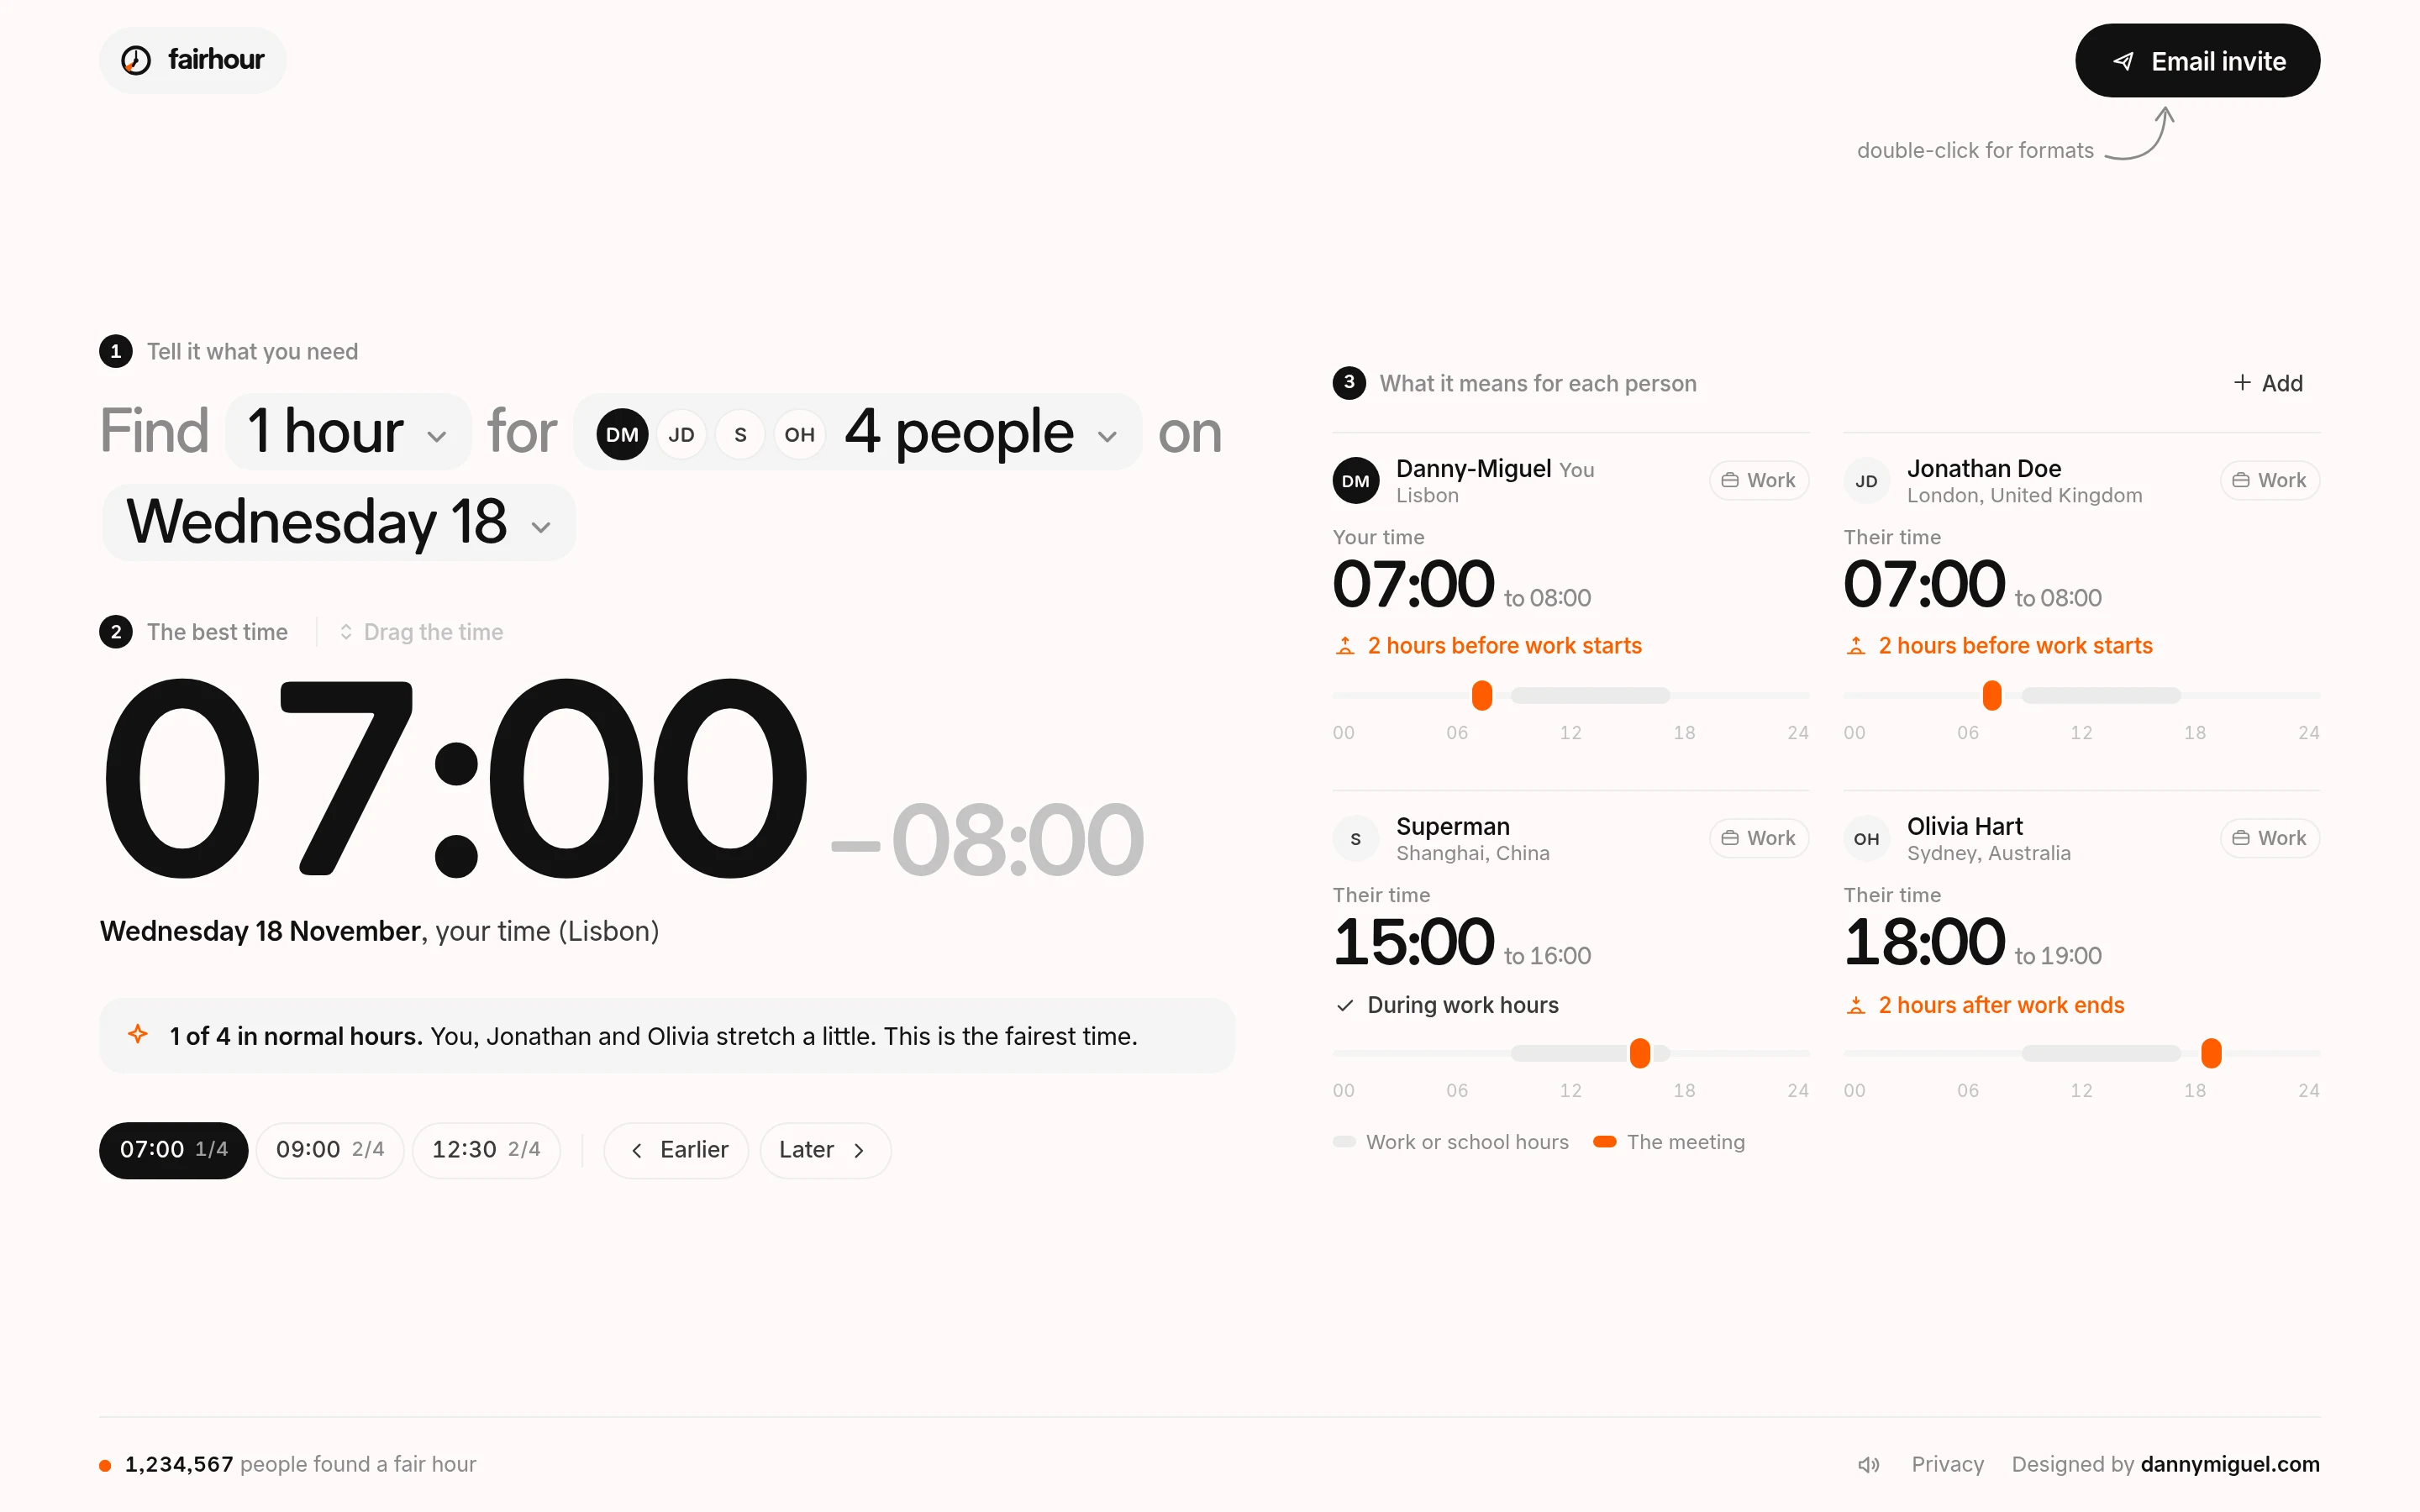 fairhour
Email invite
double-click for formats
1 Tell it what you need
Find 1 hour for DM JD S OH 4 people on
Wednesday 18
2 The best time Drag the time
07:00 – 08:00
Wednesday 18 November, your time (Lisbon)
1 of 4 in normal hours. You, Jonathan and Olivia stretch a little. This is the fairest time.
07:00 1/4 09:00 2/4 12:30 2/4 Earlier Later
3 What it means for each person + Add
DM Danny-Miguel You Work
Lisbon
Your time
07:00 to 08:00
2 hours before work starts
00 06 12 18 24
JD Jonathan Doe Work
London, United Kingdom
Their time
07:00 to 08:00
2 hours before work starts
00 06 12 18 24
S Superman Work
Shanghai, China
Their time
15:00 to 16:00
During work hours
00 06 12 18 24
OH Olivia Hart Work
Sydney, Australia
Their time
18:00 to 19:00
2 hours after work ends
00 06 12 18 24
Work or school hours The meeting
1,234,567 people found a fair hour
Privacy Designed by dannymiguel.com